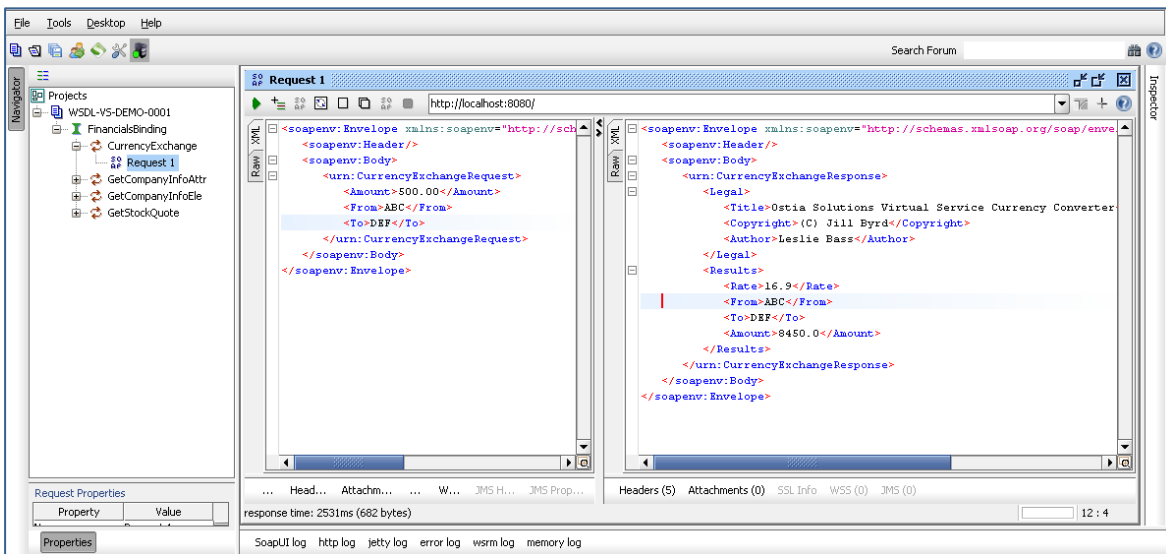 File Tools Desktop Help
Search Forum
Navigator
Projects
WSDL-VS-DEMO-0001
FinancialsBinding
CurrencyExchange
Request 1
GetCompanyInfoAttr
GetCompanyInfoEle
GetStockQuote
Request Properties
Property Value
Properties
Request 1
http://localhost:8080/
XML
Raw
<soapenv:Envelope xmlns:soapenv="http://sch
<soapenv:Header/>
<soapenv:Body>
<urn:CurrencyExchangeRequest>
<Amount>500.00</Amount>
<From>ABC</From>
<To>DEF</To>
</urn:CurrencyExchangeRequest>
</soapenv:Body>
</soapenv:Envelope>
... Head... Attachm... ... W... JMS H... JMS Prop...
XML
Raw
<soapenv:Envelope xmlns:soapenv="http://schemas.xmlsoap.org/soap/enve
<soapenv:Header/>
<soapenv:Body>
<urn:CurrencyExchangeResponse>
<Legal>
<Title>Ostia Solutions Virtual Service Currency Converter
<Copyright>(C) Jill Byrd</Copyright>
<Author>Leslie Bass</Author>
</Legal>
<Results>
<Rate>16.9</Rate>
<From>ABC</From>
<To>DEF</To>
<Amount>8450.0</Amount>
</Results>
</urn:CurrencyExchangeResponse>
</soapenv:Body>
</soapenv:Envelope>
Headers (5) Attachments (0) SSL Info WSS (0) JMS (0)
response time: 2531ms (682 bytes)
12 : 4
SoapUI log http log jetty log error log wsrm log memory log
Inspector